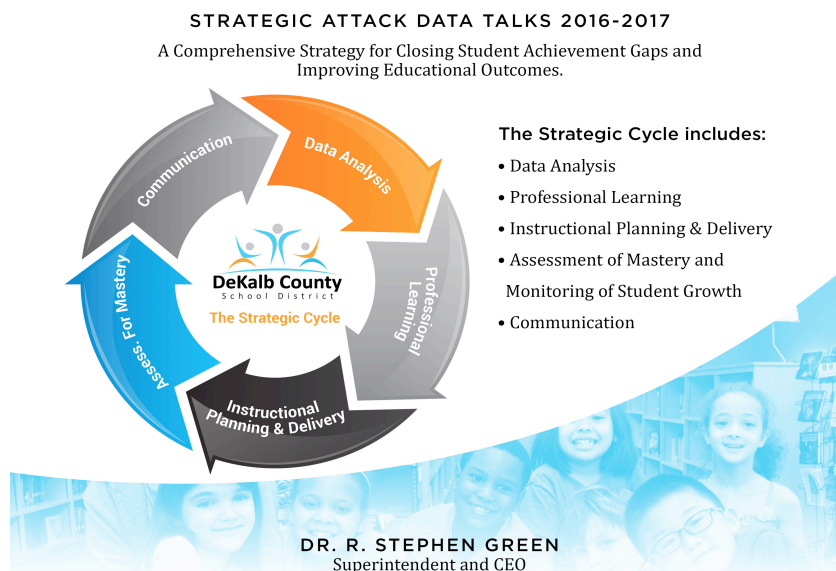 STRATEGIC ATTACK DATA TALKS 2016-2017
A Comprehensive Strategy for Closing Student Achievement Gaps and
Improving Educational Outcomes.
Communication
Data Analysis
Professional
Learning
Instructional
Planning & Delivery
Assess. For Mastery
DeKalb County
School District
The Strategic Cycle
The Strategic Cycle includes:
• Data Analysis
• Professional Learning
• Instructional Planning & Delivery
• Assessment of Mastery and
Monitoring of Student Growth
• Communication
DR. R. STEPHEN GREEN
Superintendent and CEO